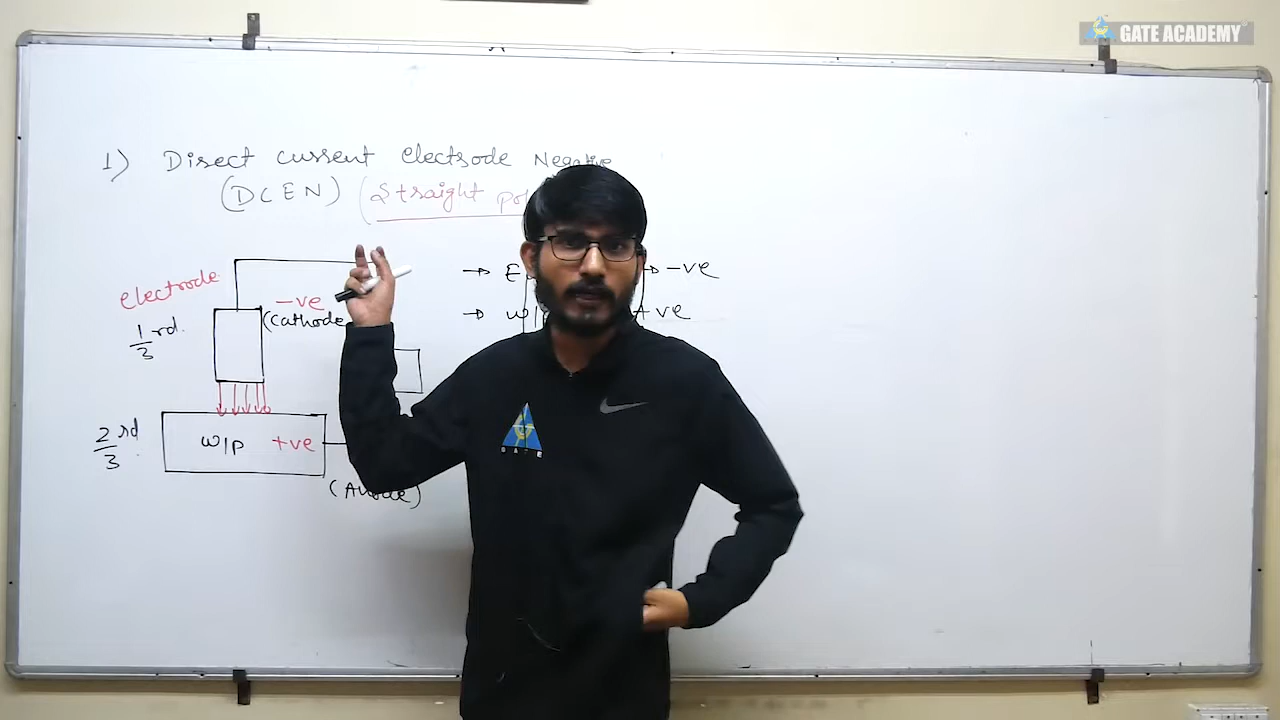 GATE ACADEMY
1) Direct current electrode Negative
(DCEN) (Straight
electrode
-ve
(Cathode
1/3 rd.
→ -ve
→ w/p +ve
2/3 rd
w/p +ve
(Anode)
GATE